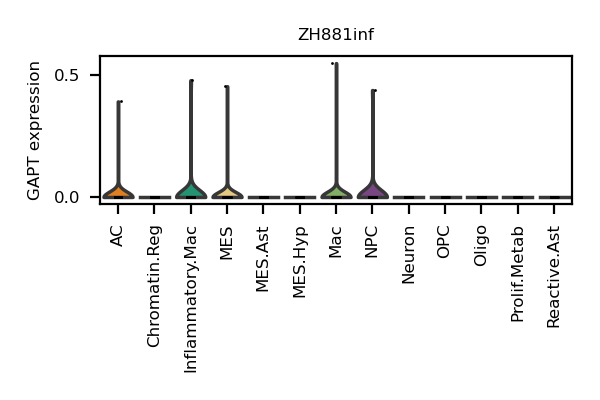 ZH881inf
GAPT expression
0.5
0.0
AC
Chromatin.Reg
Inflammatory.Mac
MES
MES.Ast
MES.Hyp
Mac
NPC
Neuron
OPC
Oligo
Prolif.Metab
Reactive.Ast